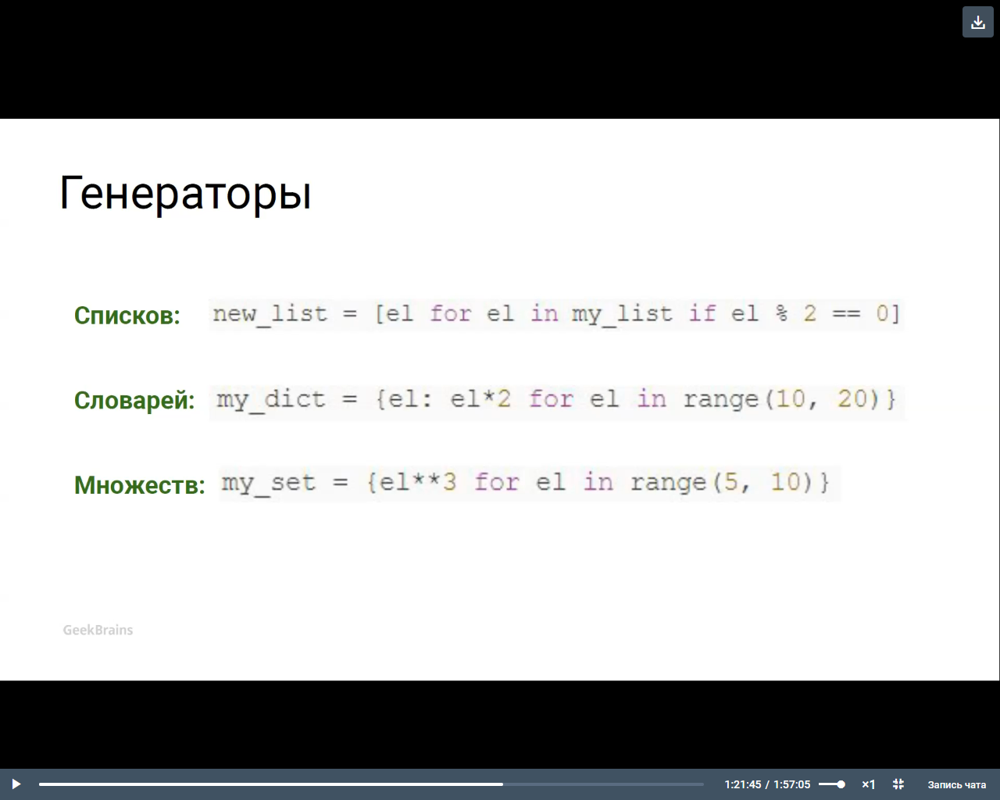 Генераторы
Списков: new_list = [el for el in my_list if el % 2 == 0]
Словарей: my_dict = {el: el*2 for el in range(10, 20)}
Множеств: my_set = {el**3 for el in range(5, 10)}
GeekBrains
1:21:45 / 1:57:05 ×1 Запись чата